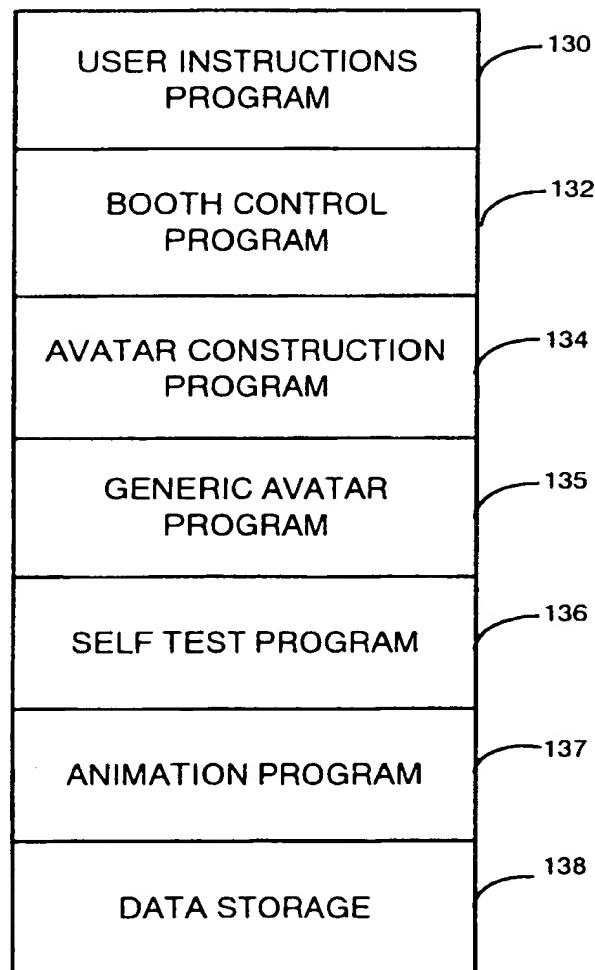 USER INSTRUCTIONS
PROGRAM
130
BOOTH CONTROL
PROGRAM
132
AVATAR CONSTRUCTION
PROGRAM
134
GENERIC AVATAR
PROGRAM
135
SELF TEST PROGRAM
136
ANIMATION PROGRAM
137
DATA STORAGE
138